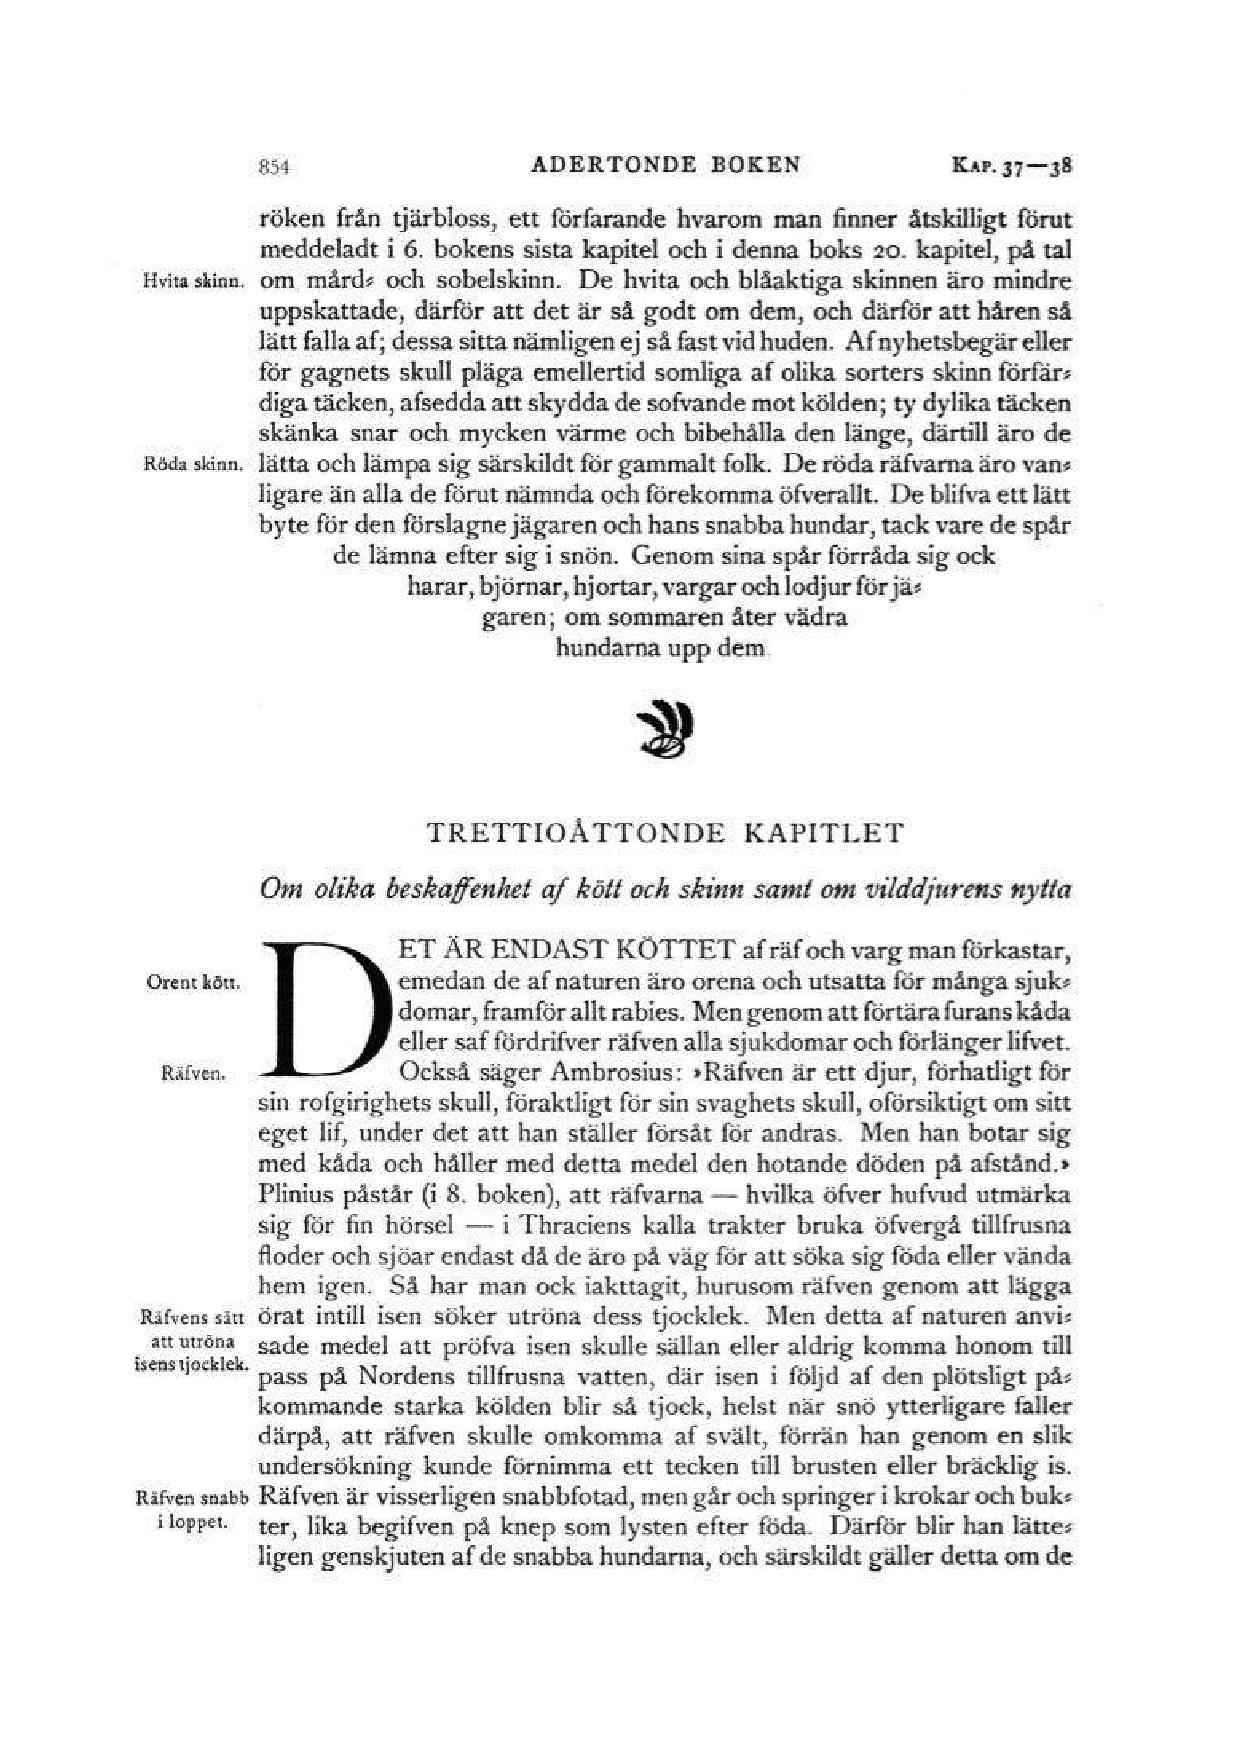 854 ADERTONDE BOKEN KAP. 37—38
röken från tjärbloss, ett förfarande hvarom man finner åtskilligt förut
meddeladt i 6. bokens sista kapitel och i denna boks 20. kapitel, på tal
Hvita skinn. om mård- och sobelskinn. De hvita och blåaktiga skinnen äro mindre
uppskattade, därför att det är så godt om dem, och därför att håren så
lätt falla af; dessa sitta nämligen ej så fast vid huden. Af nyhetsbegär eller
för gagnets skull pläga emellertid somliga af olika sorters skinn förfär-
diga täcken, afsedda att skydda de sofvande mot kölden; ty dylika täcken
skänka snar och mycken värme och bibehålla den länge, därtill äro de
Röda skinn. lätta och lämpa sig särskildt för gammalt folk. De röda räfvarna äro van-
ligare än alla de förut nämnda och förekomma öfverallt. De blifva ett lätt
byte för den förslagne jägaren och hans snabba hundar, tack vare de spår
de lämna efter sig i snön. Genom sina spår förråda sig ock
harar, björnar, hjortar, vargar och lodjur för jä-
garen; om sommaren åter vädra
hundarna upp dem
TRETTIOÅTTONDE KAPITLET
Om olika beskaffenhet af kött och skinn samt om vilddjurens nytta
DET ÄR ENDAST KÖTTET af räf och varg man förkastar,
Orent kött. emedan de af naturen äro orena och utsatta för många sjuk-
domar, framför allt rabies. Men genom att förtära furans kåda
eller saf fördrifver räfven alla sjukdomar och förlänger lifvet.
Räfven. Också säger Ambrosius: »Räfven är ett djur, förhatligt för
sin rofgirighets skull, föraktligt för sin svaghets skull, oförsiktigt om sitt
eget lif, under det att han ställer försåt för andras. Men han botar sig
med kåda och håller med detta medel den hotande döden på afstånd.»
Plinius påstår (i 8. boken), att räfvarna — hvilka öfver hufvud utmärka
sig för fin hörsel — i Thraciens kalla trakter bruka öfvergå tillfrusna
floder och sjöar endast då de äro på väg för att söka sig föda eller vända
hem igen. Så har man ock iakttagit, hurusom räfven genom att lägga
Räfvens sätt örat intill isen söker utröna dess tjocklek. Men detta af naturen anvi-
att utröna sade medel att pröfva isen skulle sällan eller aldrig komma honom till
isens tjocklek. pass på Nordens tillfrusna vatten, där isen i följd af den plötsligt på-
kommande starka kölden blir så tjock, helst när snö ytterligare faller
därpå, att räfven skulle omkomma af svält, förrän han genom en slik
undersökning kunde förnimma ett tecken till brusten eller bräcklig is.
Räfven snabb Räfven är visserligen snabbfotad, men går och springer i krokar och buk-
i loppet. ter, lika begifven på knep som lysten efter föda. Därför blir han lätte-
ligen genskjuten af de snabba hundarna, och särskildt gäller detta om de